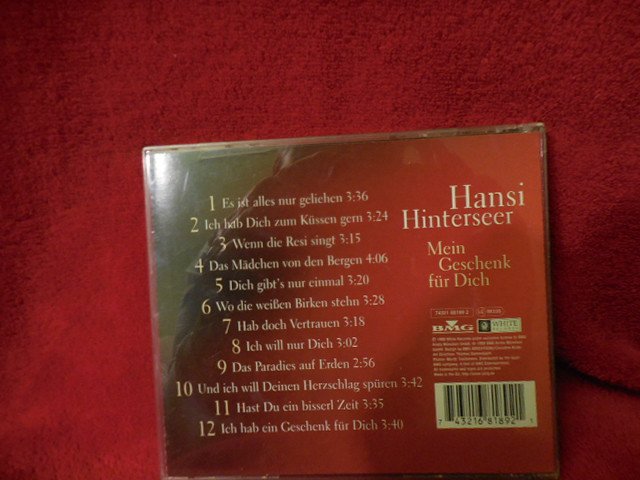 1 Es ist alles nur geliehen 3:36
2 Ich hab Dich zum Küssen gern 3:24
3 Wenn die Resi singt 3:15
4 Das Mädchen von den Bergen 4:06
5 Dich gibt's nur einmal 3:20
6 Wo die weißen Birken stehn 3:28
7 Hab doch Vertrauen 3:18
8 Ich will nur Dich 3:02
9 Das Paradies auf Erden 2:56
10 Und ich will Deinen Herzschlag spüren 3:42
11 Hast Du ein bisserl Zeit 3:35
12 Ich hab ein Geschenk für Dich 3:40
Hansi
Hinterseer
Mein
Geschenk
für Dich
BMG
WHITE
7 43216 81892 1